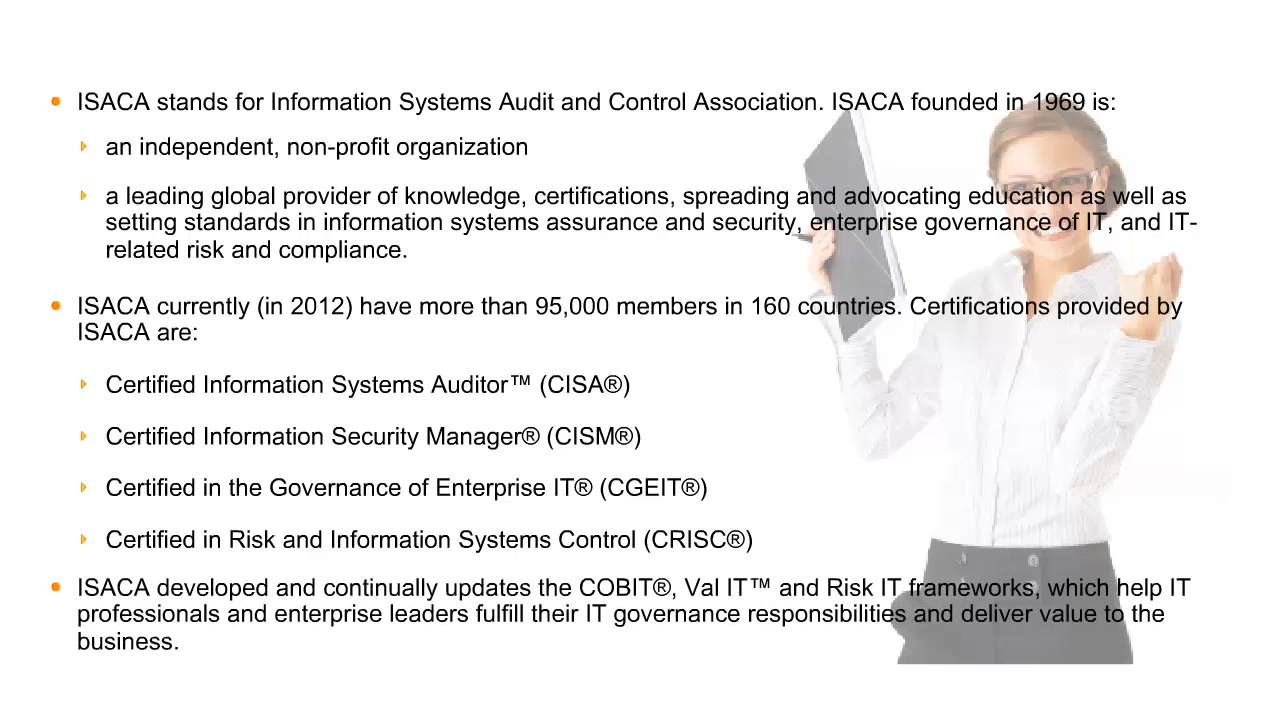 ISACA stands for Information Systems Audit and Control Association. ISACA founded in 1969 is:
an independent, non-profit organization
a leading global provider of knowledge, certifications, spreading and advocating education as well as
setting standards in information systems assurance and security, enterprise governance of IT, and IT-
related risk and compliance.
ISACA currently (in 2012) have more than 95,000 members in 160 countries. Certifications provided by
ISACA are:
Certified Information Systems Auditor™ (CISA®)
Certified Information Security Manager® (CISM®)
Certified in the Governance of Enterprise IT® (CGEIT®)
Certified in Risk and Information Systems Control (CRISC®)
ISACA developed and continually updates the COBIT®, Val IT™ and Risk IT frameworks, which help IT
professionals and enterprise leaders fulfill their IT governance responsibilities and deliver value to the
business.